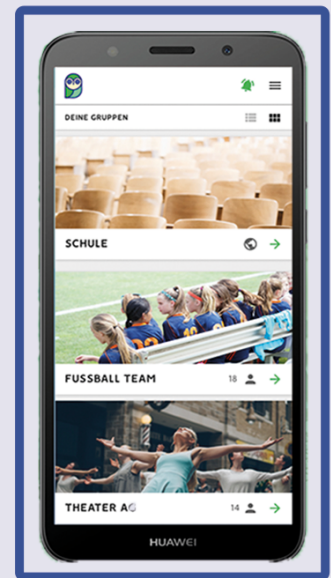 DEINE GRUPPEN
SCHULE
FUSSBALL TEAM 18
THEATER AG 14
HUAWEI